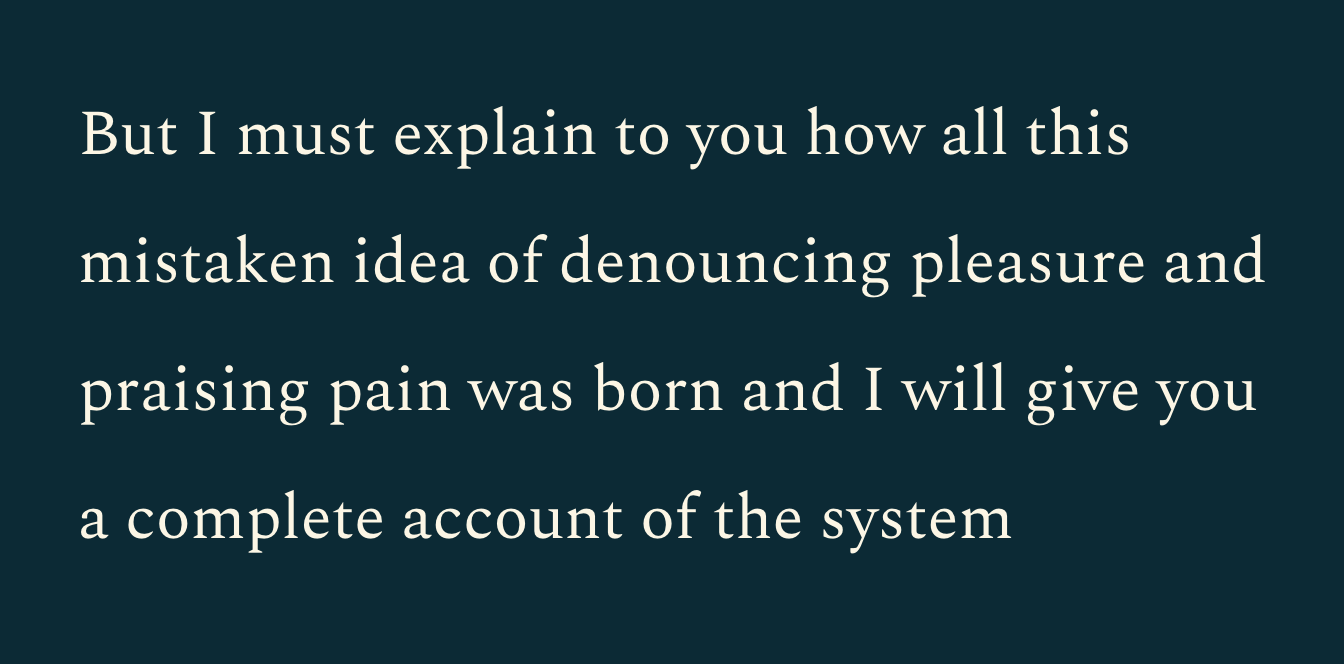 But I must explain to you how all this
mistaken idea of denouncing pleasure and
praising pain was born and I will give you
a complete account of the system